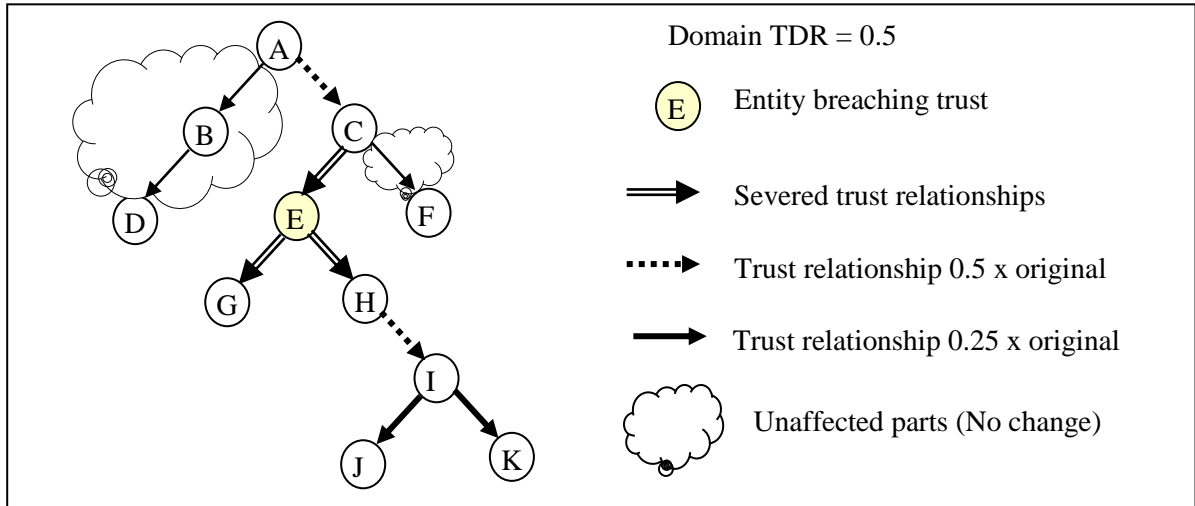 Domain TDR = 0.5
A
E Entity breaching trust
B
C
Severed trust relationships
D
E
F
Trust relationship 0.5 x original
G
H
Trust relationship 0.25 x original
I
Unaffected parts (No change)
J
K